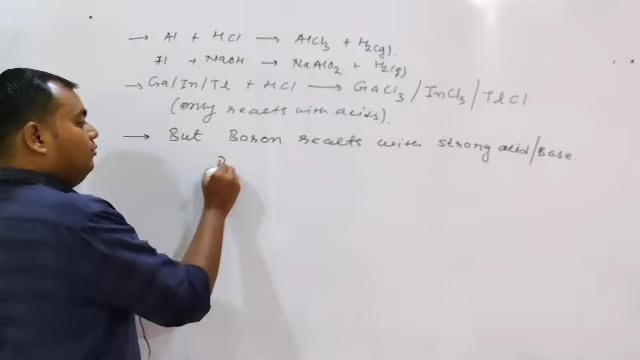 → Al + HCl → AlCl3 + H2(g).
Al + NaOH → NaAlO2 + H2(g)
→ Ga/In/Tl + HCl → GaCl3/InCl3/TlCl.
(only reacts with acids).
→ But Boron reacts with strong acid/Base